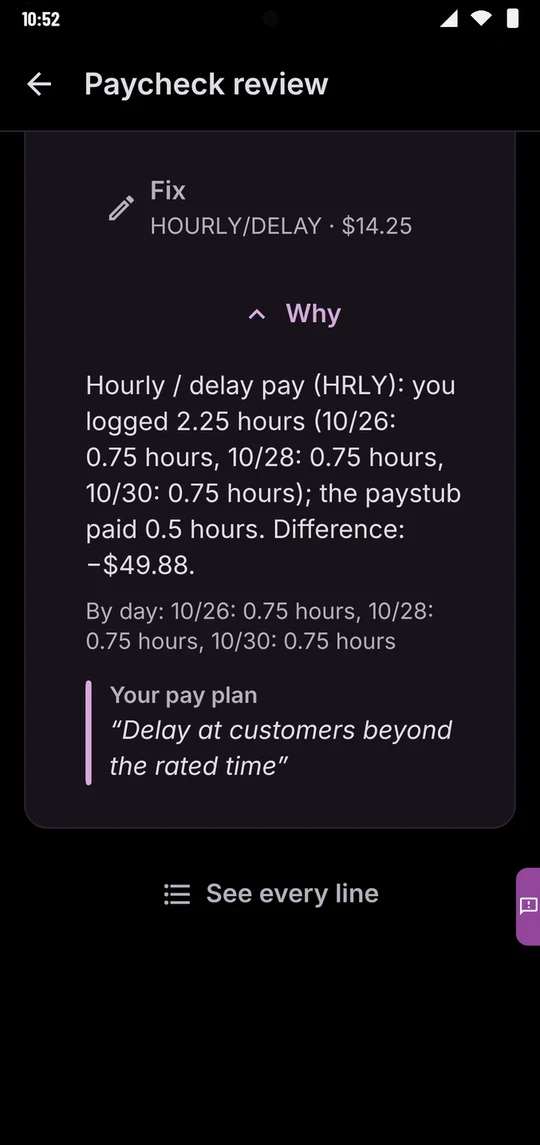 10:52
Paycheck review
Fix
HOURLY/DELAY · $14.25
Why
Hourly / delay pay (HRLY): you
logged 2.25 hours (10/26:
0.75 hours, 10/28: 0.75 hours,
10/30: 0.75 hours); the paystub
paid 0.5 hours. Difference:
−$49.88.
By day: 10/26: 0.75 hours, 10/28:
0.75 hours, 10/30: 0.75 hours
Your pay plan
“Delay at customers beyond
the rated time”
See every line